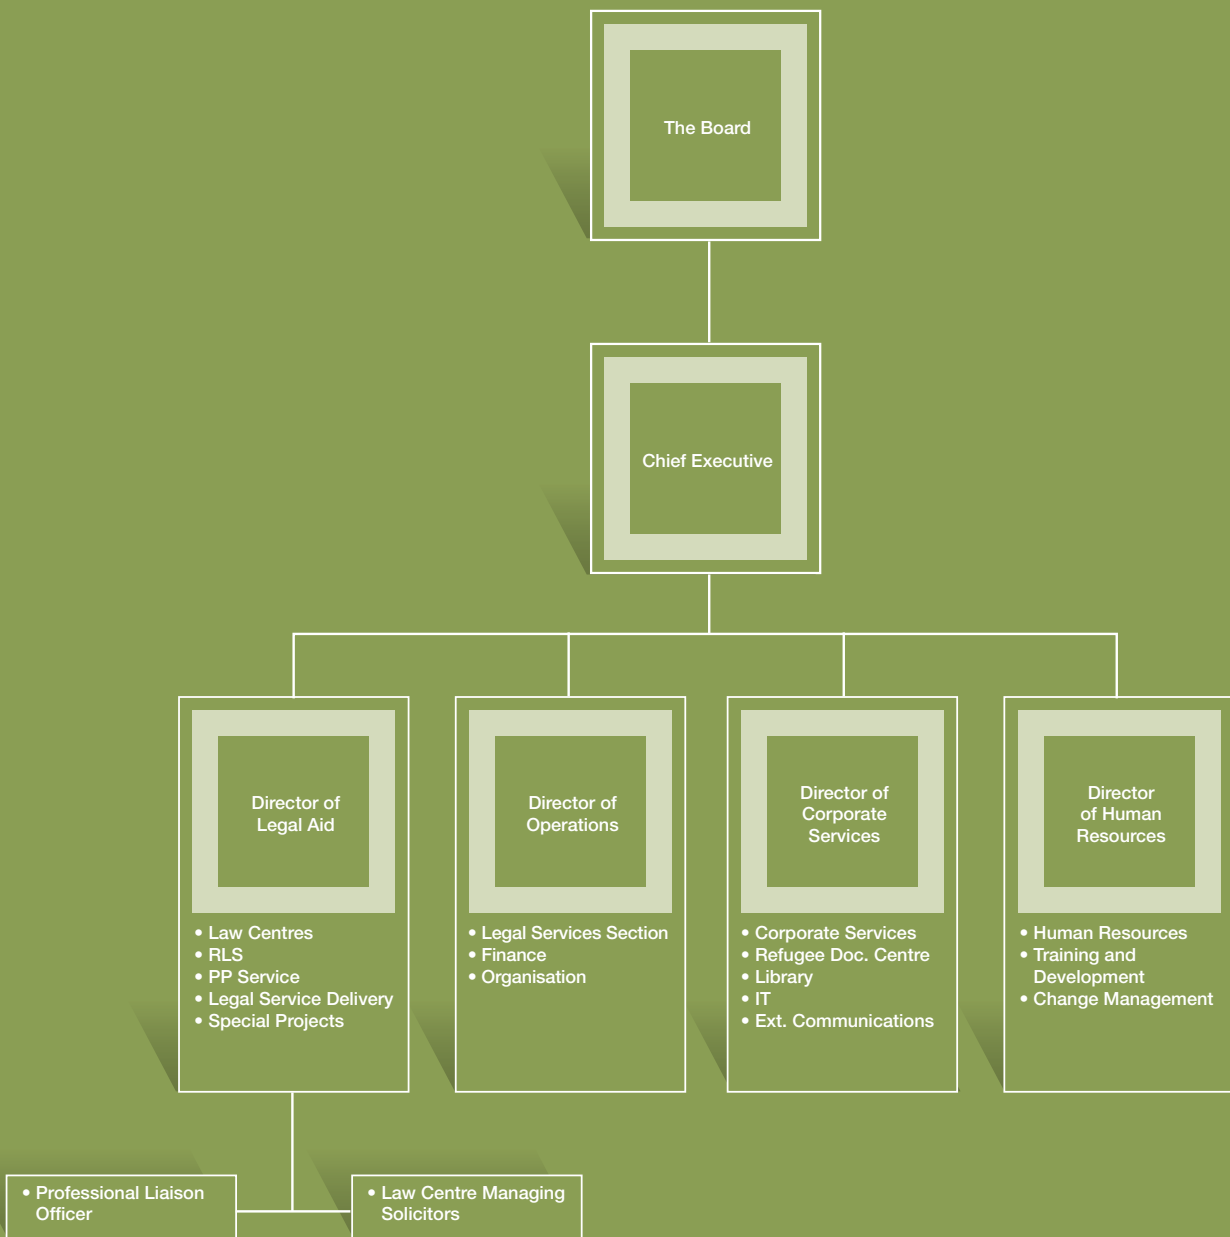 The Board
Chief Executive
Director of
Legal Aid
• Law Centres
• RLS
• PP Service
• Legal Service Delivery
• Special Projects
Director of
Operations
• Legal Services Section
• Finance
• Organisation
Director of
Corporate
Services
• Corporate Services
• Refugee Doc. Centre
• Library
• IT
• Ext. Communications
Director
of Human
Resources
• Human Resources
• Training and
Development
• Change Management
• Professional Liaison
Officer
• Law Centre Managing
Solicitors